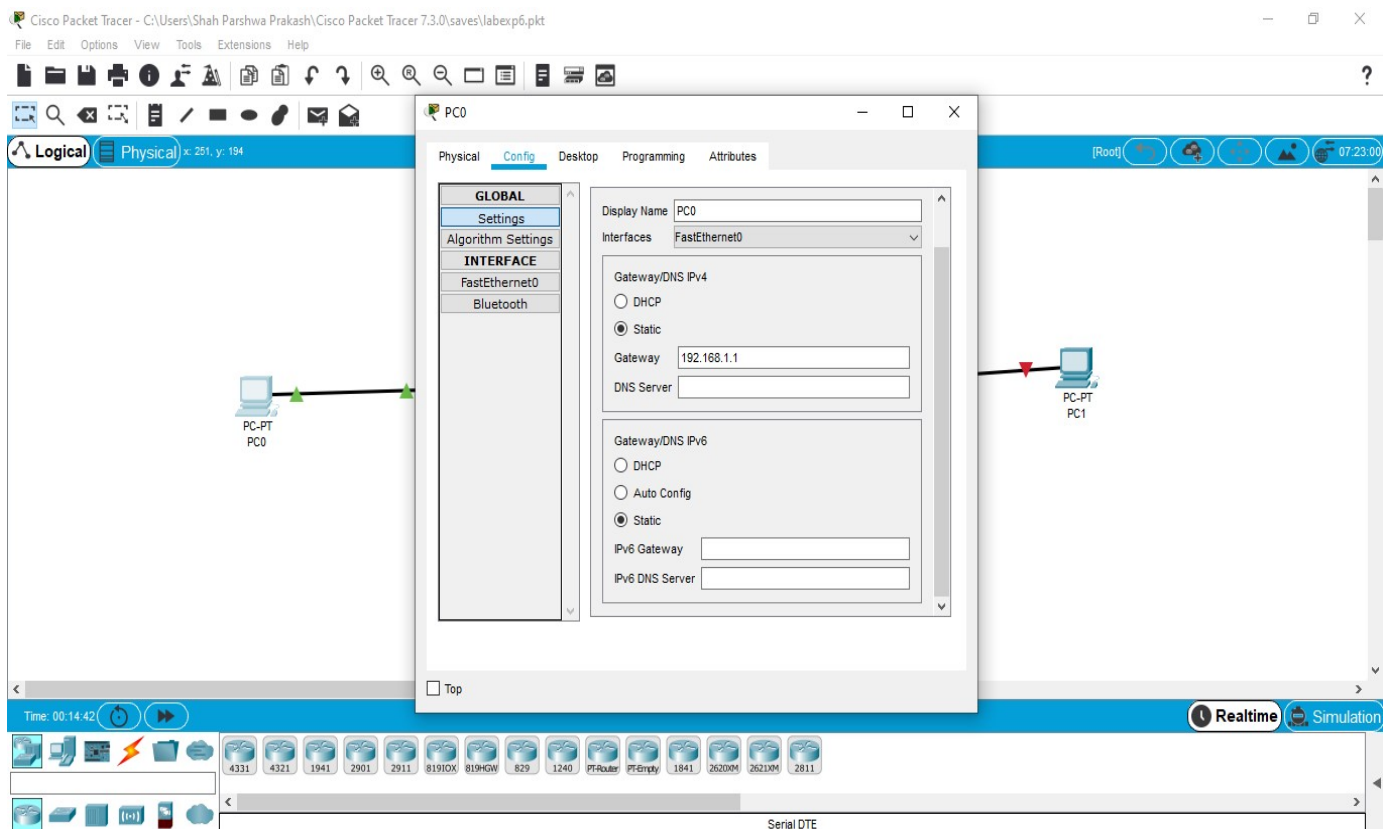 Cisco Packet Tracer - C:\Users\Shah Parshwa Prakash\Cisco Packet Tracer 7.3.0\saves\labexp6.pkt
File Edit Options View Tools Extensions Help
?
Logical Physical x: 251, y: 194
[Root] 07:23:00
PC0
Physical Config Desktop Programming Attributes
GLOBAL
Settings
Algorithm Settings
INTERFACE
FastEthernet0
Bluetooth
Display Name PC0
Interfaces FastEthernet0
Gateway/DNS IPv4
DHCP
Static
Gateway 192.168.1.1
DNS Server
Gateway/DNS IPv6
DHCP
Auto Config
Static
IPv6 Gateway
IPv6 DNS Server
Top
PC-PT
PC0
PC-PT
PC1
Time: 00:14:42
Realtime Simulation
4331 4321 1941 2901 2911 819IOX 819HGW 829 1240 PT-Router PT-Empty 1841 2620XM 2621XM 2811
Serial DTE